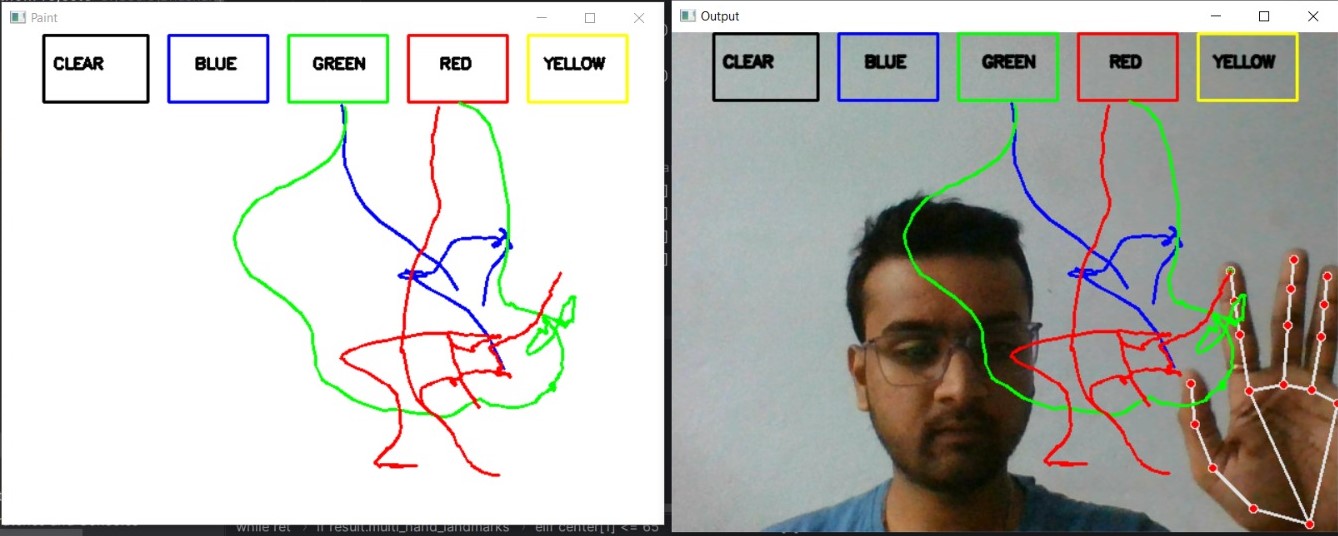 Paint
CLEAR
BLUE
GREEN
RED
YELLOW
Output
CLEAR
BLUE
GREEN
RED
YELLOW
while ret > if result.multi_hand_landmarks > elif center[1] <= 65